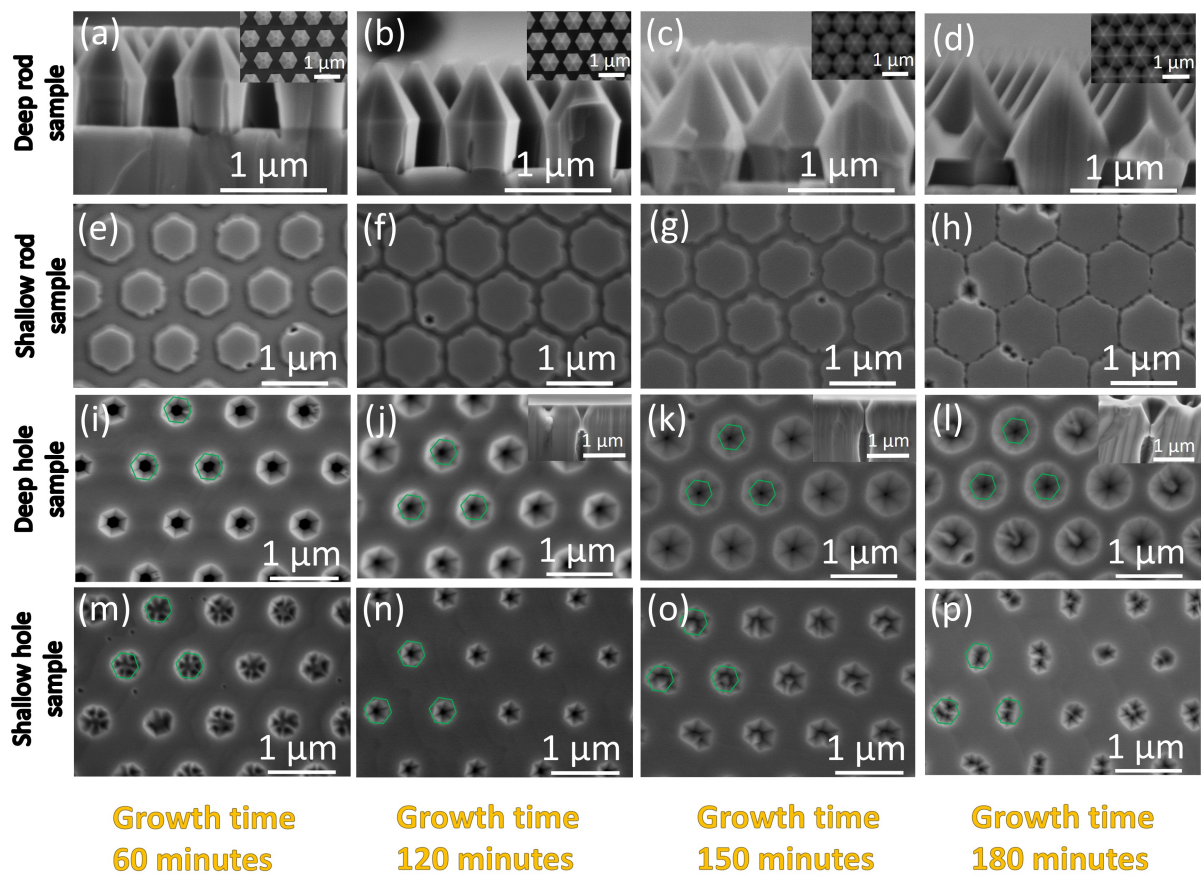 Deep rod
sample
(a)
1 µm
1 µm
(b)
1 µm
1 µm
(c)
1 µm
1 µm
(d)
1 µm
1 µm
Shallow rod
sample
(e)
1 µm
(f)
1 µm
(g)
1 µm
(h)
1 µm
Deep hole
sample
(i)
1 µm
(j)
1 µm
1 µm
(k)
1 µm
1 µm
(l)
1 µm
1 µm
Shallow hole
sample
(m)
1 µm
(n)
1 µm
(o)
1 µm
(p)
1 µm
Growth time
60 minutes
Growth time
120 minutes
Growth time
150 minutes
Growth time
180 minutes